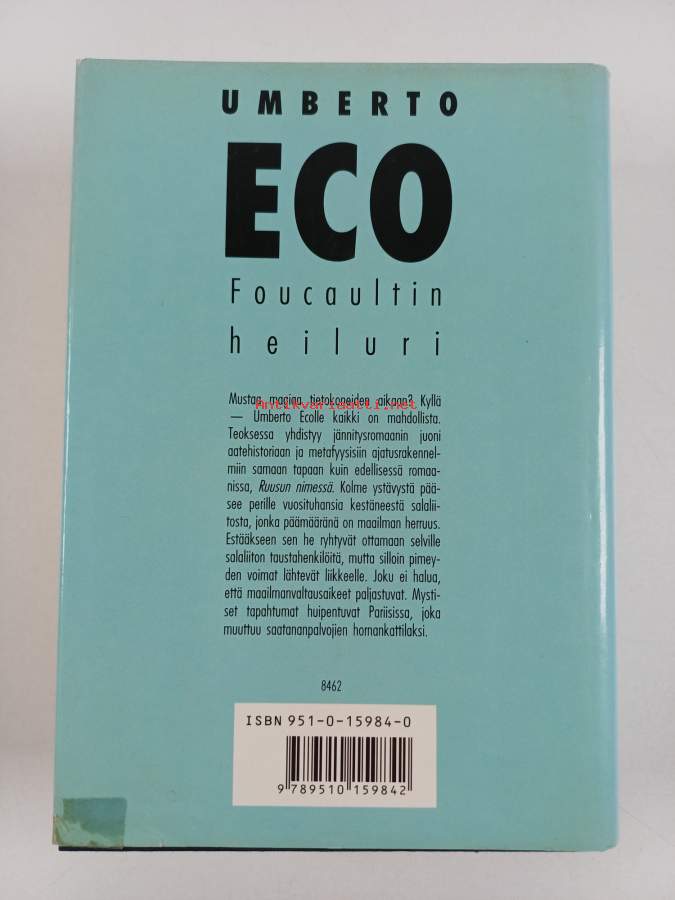 UMBERTO
ECO
Foucaultin
heiluri
Mustaa magiaa tietokoneiden aikaan? Kyllä
Antikvariaatti.net
— Umberto Ecolle kaikki on mahdollista.
Teoksessa yhdistyy jännitysromaanin juoni
aatehistoriaan ja metafyysisiin ajatusrakennel-
miin samaan tapaan kuin edellisessä romaa-
nissa, Ruusun nimessä. Kolme ystävystä pää-
see perille vuosituhansia kestäneestä salaliι-
tosta, jonka päämääränä on maailman herruus.
Estääkseen sen he ryhtyvät ottamaan selville
salaliiton taustahenkilöitä, mutta silloin pimey-
den voimat lähtevät liikkeelle. Joku ei halua,
että maailmanvaltausaikeet paljastuvat. Mysti-
set tapahtumat huipentuvat Pariisissa, joka
muuttuu saatananpalvojien hornankattilaksi.
8462
ISBN 951-0-15984-0
9 789510 159842